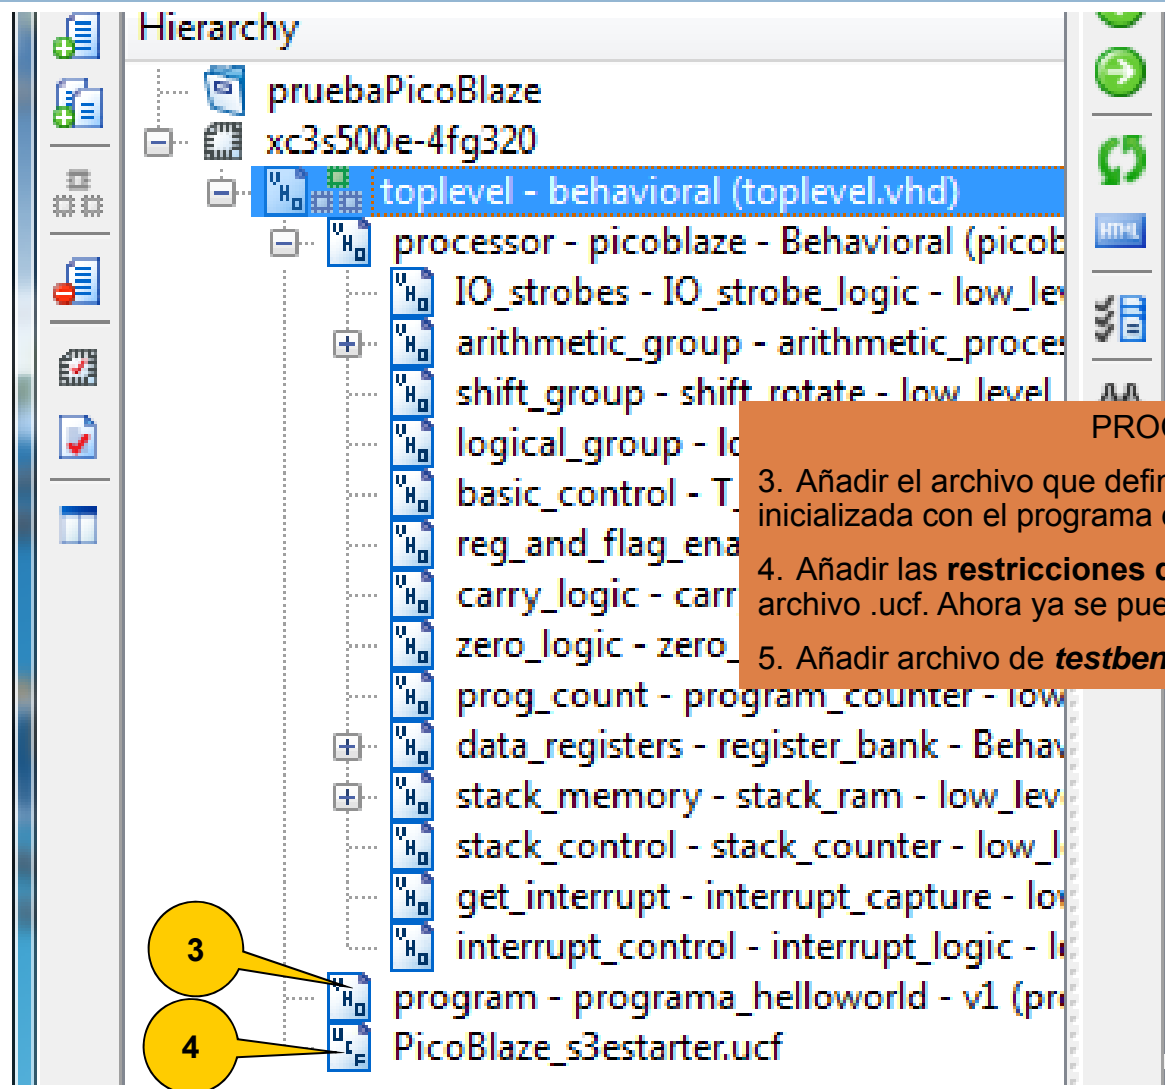 Hierarchy
pruebaPicoBlaze
xc3s500e-4fg320
toplevel - behavioral (toplevel.vhd)
processor - picoblaze - Behavioral (picob
IO_strobes - IO_strobe_logic - low_lev
arithmetic_group - arithmetic_proces
shift_group - shift_rotate - low_level
logical_group - lo
basic_control - T_
reg_and_flag_ena
carry_logic - carr
zero_logic - zero_
prog_count - program_counter - low
data_registers - register_bank - Behav
stack_memory - stack_ram - low_lev
stack_control - stack_counter - low_l
get_interrupt - interrupt_capture - lov
interrupt_control - interrupt_logic - l
program - programa_helloworld - v1 (pro
PicoBlaze_s3estarter.ucf
3
4
HTML
PROC
3. Añadir el archivo que defin
inicializada con el programa
4. Añadir las restricciones
archivo .ucf. Ahora ya se pue
5. Añadir archivo de testben